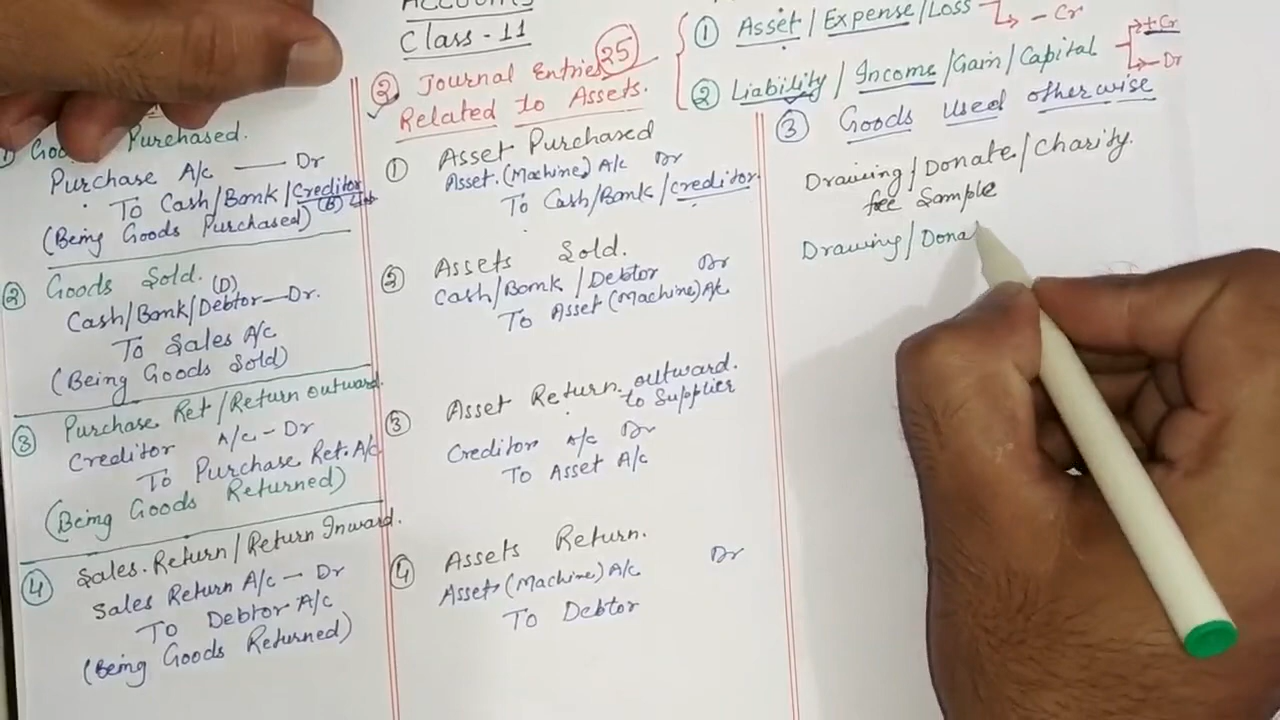 Accounts
Class-11
Purchased.
Purchase A/c —— Dr
To Cash/Bank/Creditor
(Being Goods Purchased)
② Goods Sold.
(D)
Cash/Bank/Debtor—Dr.
To Sales A/c
(Being Goods Sold)
③ Purchase Ret/Return outward.
Creditor A/c - Dr
To Purchase Ret. A/c
(Being Goods Returned)
④ Sales. Return/Return Inward.
Sales Return A/c - Dr
To Debtor A/c
(Being Goods Returned)
② Journal Entries 25
Related to Assets.
① Asset Purchased
Asset. (Machine) A/c Dr
To Cash/Bank/creditor.
Assets Sold.
Cash/Bank/Debtor Dr
To Asset (Machine) A/c
③ Asset Return. outward.
to Supplier
Creditor A/c Dr
To Asset A/c
④ Assets Return.
Assets (Machine) A/c Dr
To Debtor
① Asset/Expense/Loss - Cr
② Liability/Income/Gain/Capital + Cr
- Dr
③ Goods used otherwise
Drawing/Donate/Charity.
Sample
Drawing/Dona